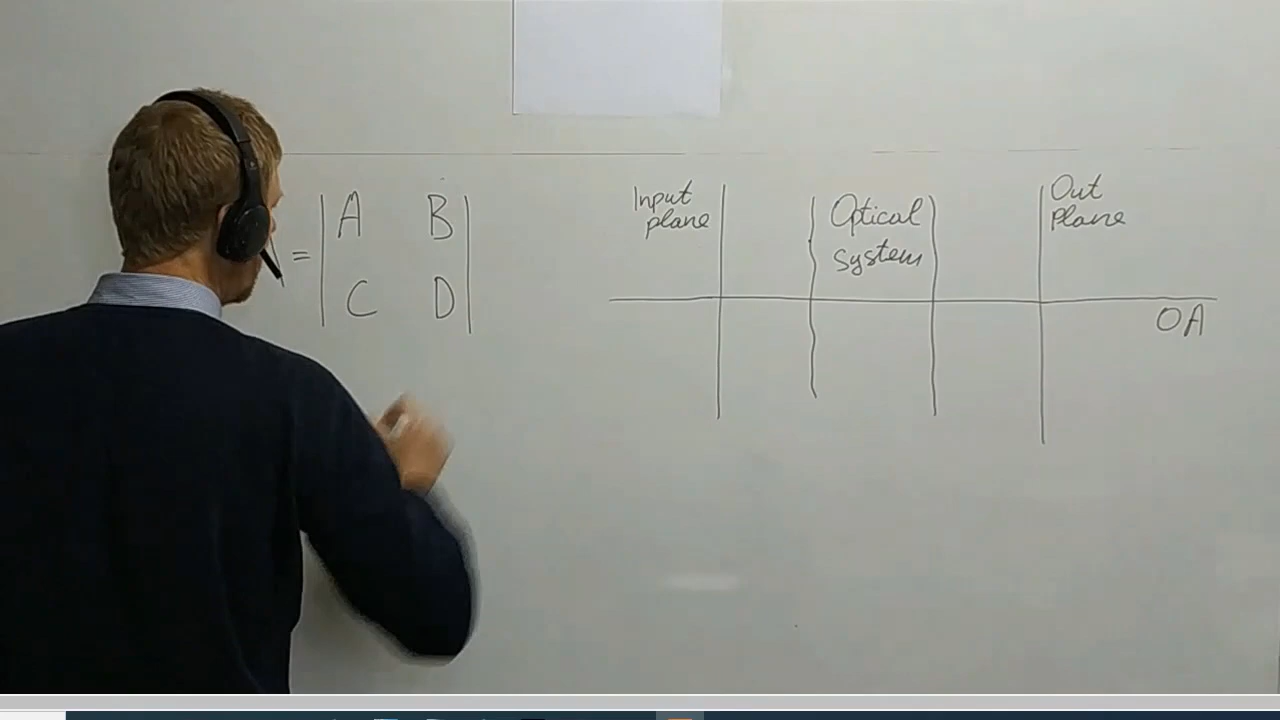 = | A B |
| C D |
Input
plane
Optical
system
Out
plane
OA